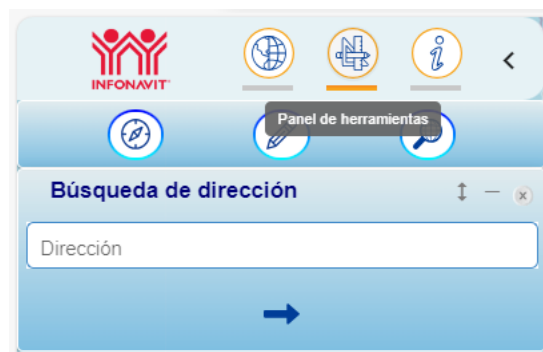 INFONAVIT
Panel de herramientas
Búsqueda de dirección
Dirección